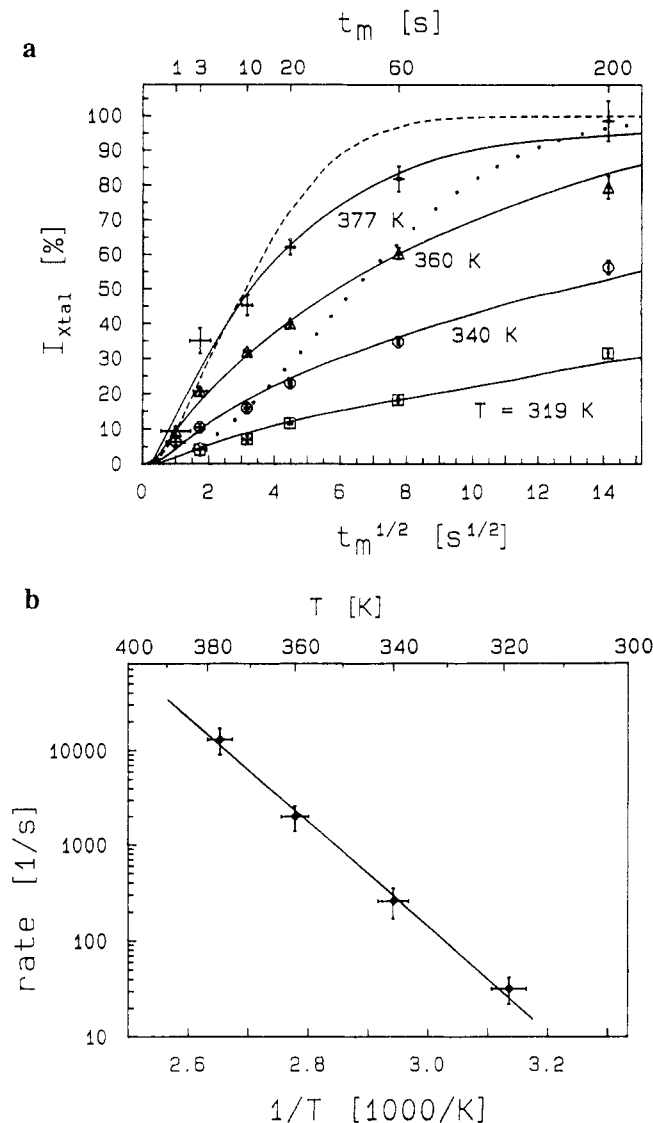 a
t_m [s]
1 3 10 20 60 200
100
90
80
70
60
50
40
30
20
10
0
I_Xtal [%]
377 K
360 K
340 K
T = 319 K
0 2 4 6 8 10 12 14
t_m^1/2 [s^1/2]
b
T [K]
400 380 360 340 320 300
10000
1000
100
10
rate [1/s]
2.6 2.8 3.0 3.2
1/T [1000/K]